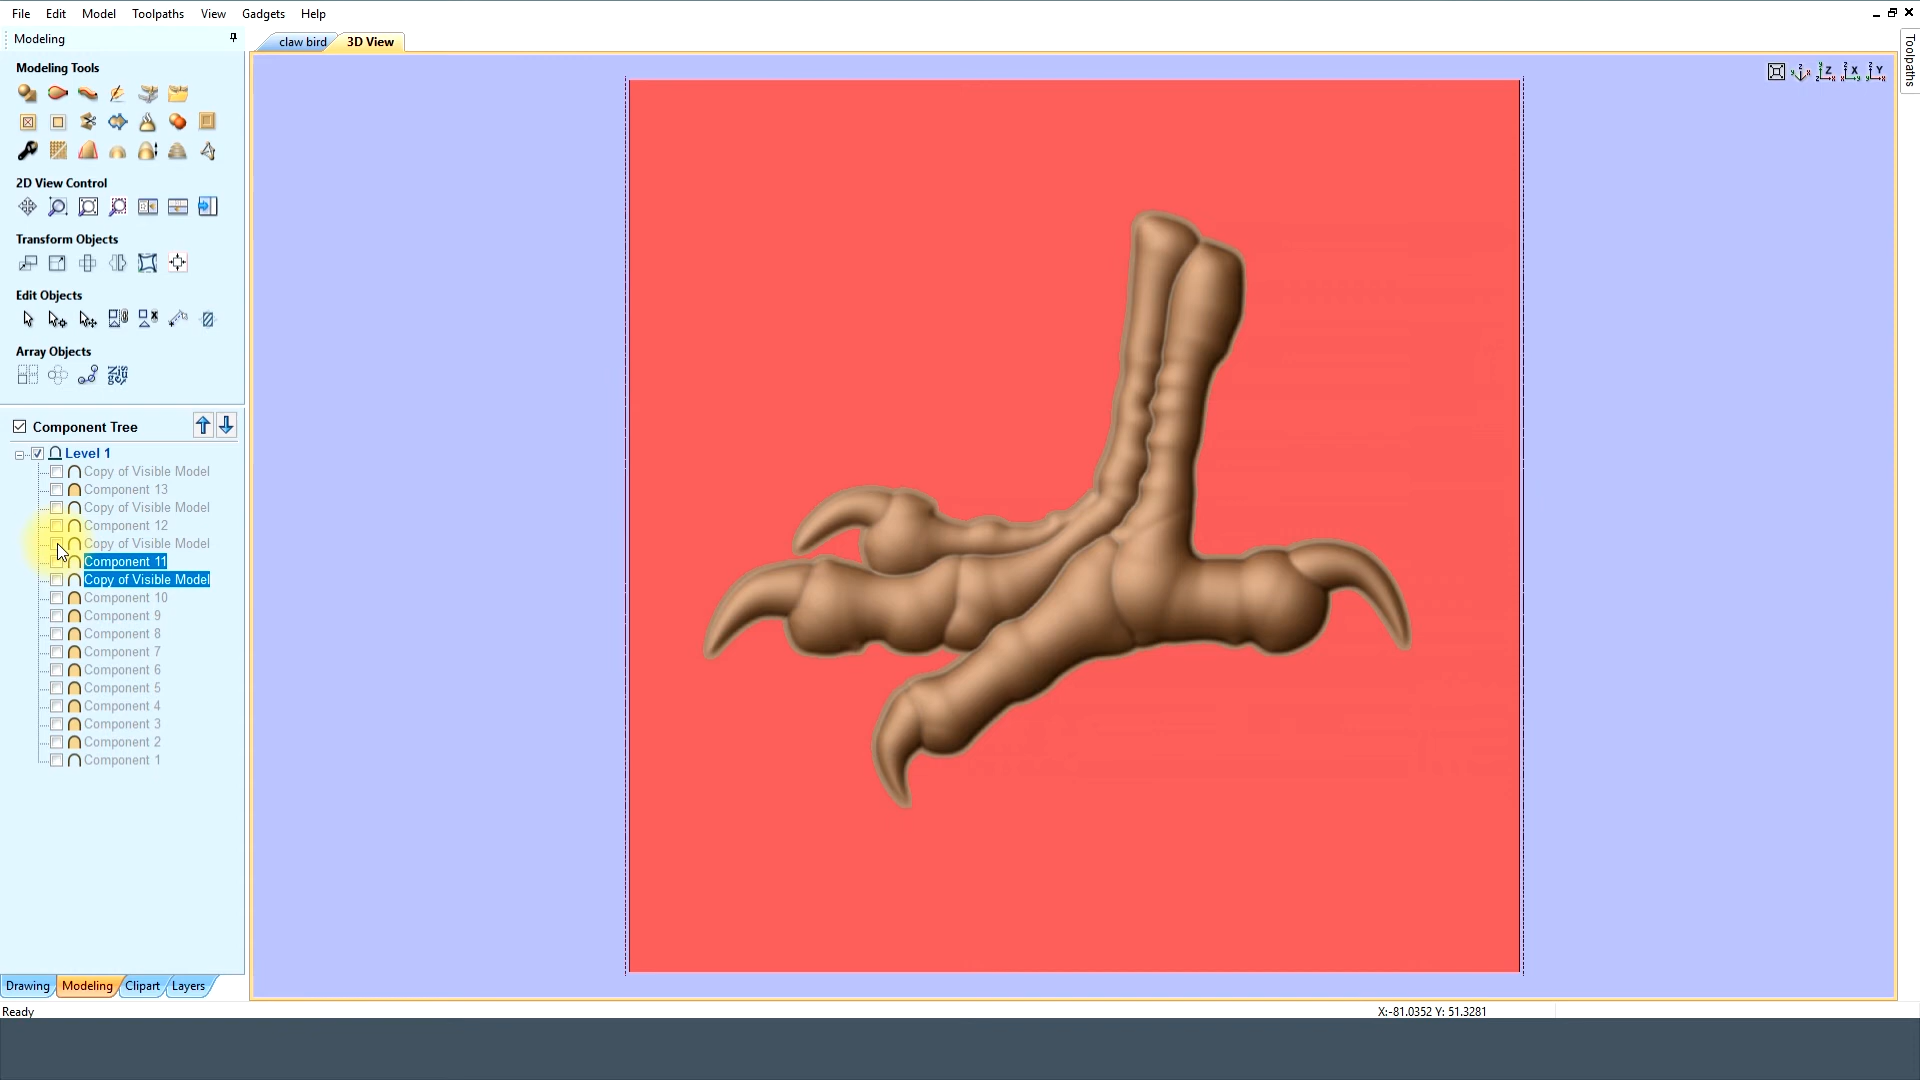 File Edit Model Toolpaths View Gadgets Help
Modeling
claw bird 3D View
Toolpaths
Modeling Tools
2D View Control
Transform Objects
Edit Objects
Array Objects
Component Tree
Level 1
Copy of Visible Model
Component 13
Copy of Visible Model
Component 12
Copy of Visible Model
Component 11
Copy of Visible Model
Component 10
Component 9
Component 8
Component 7
Component 6
Component 5
Component 4
Component 3
Component 2
Component 1
Drawing Modeling Clipart Layers
Ready
X:-81.0352 Y: 51.3281